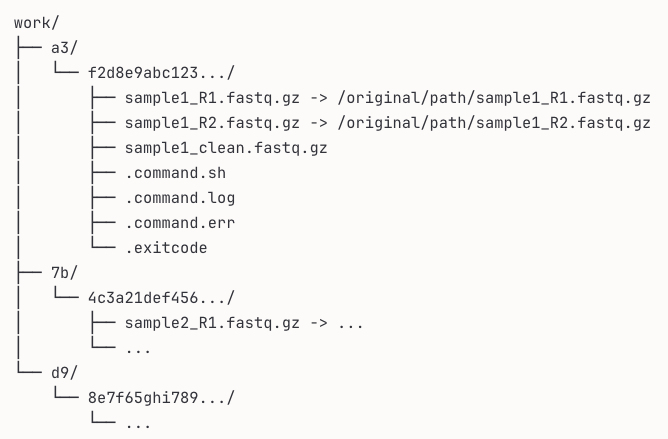 work/
├── a3/
│   └── f2d8e9abc123.../
│       ├── sample1_R1.fastq.gz -> /original/path/sample1_R1.fastq.gz
│       ├── sample1_R2.fastq.gz -> /original/path/sample1_R2.fastq.gz
│       ├── sample1_clean.fastq.gz
│       ├── .command.sh
│       ├── .command.log
│       ├── .command.err
│       └── .exitcode
├── 7b/
│   └── 4c3a21def456.../
│       ├── sample2_R1.fastq.gz -> ...
│       └── ...
└── d9/
    └── 8e7f65ghi789.../
        └── ...